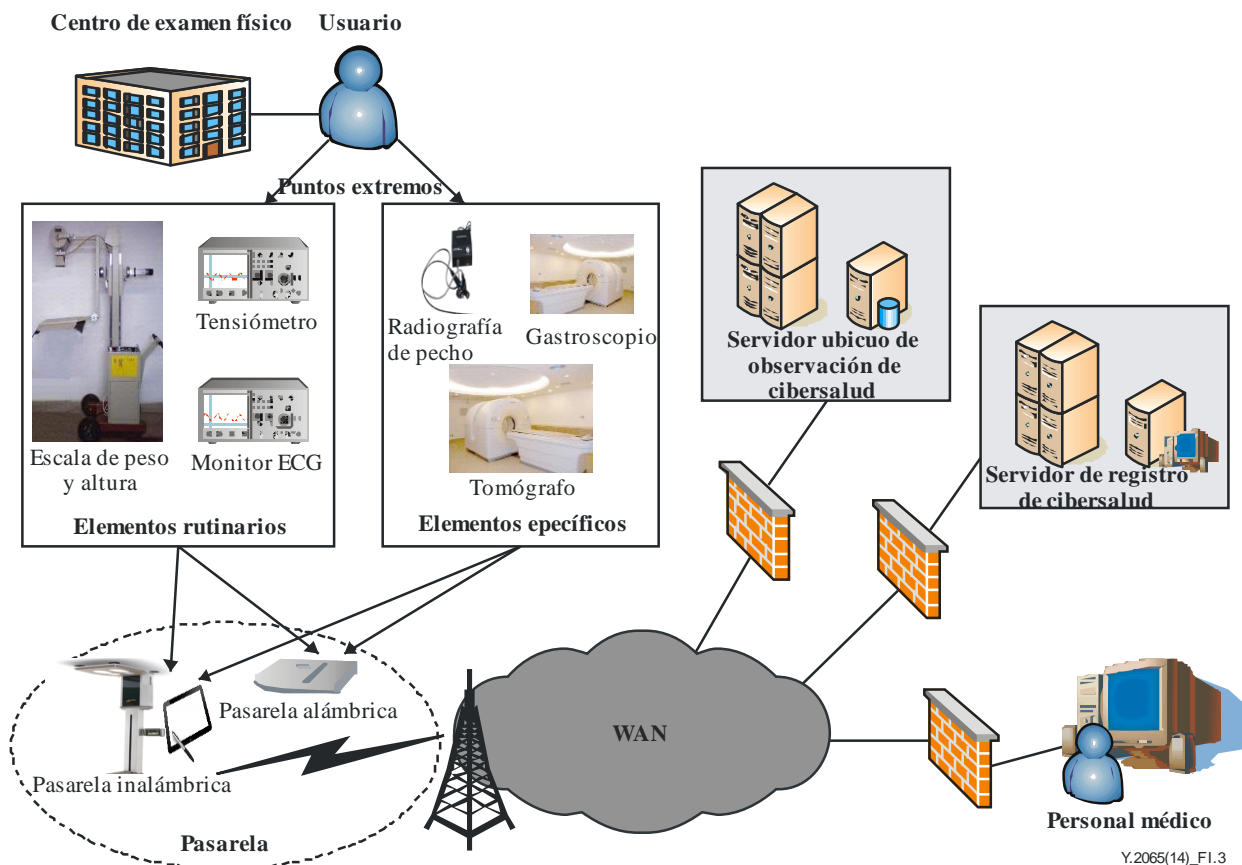 Centro de examen físico
Usuario
Puntos extremos
Tensiómetro
Escala de peso
y altura
Monitor ECG
Elementos rutinarios
Radiografía
de pecho
Gastroscopio
Tomógrafo
Elementos epecíficos
Servidor ubicuo de
observación de
cibersalud
Servidor de registro
de cibersalud
Pasarela alámbrica
Pasarela inalámbrica
Pasarela
WAN
Personal médico
Y.2065(14)_FI.3